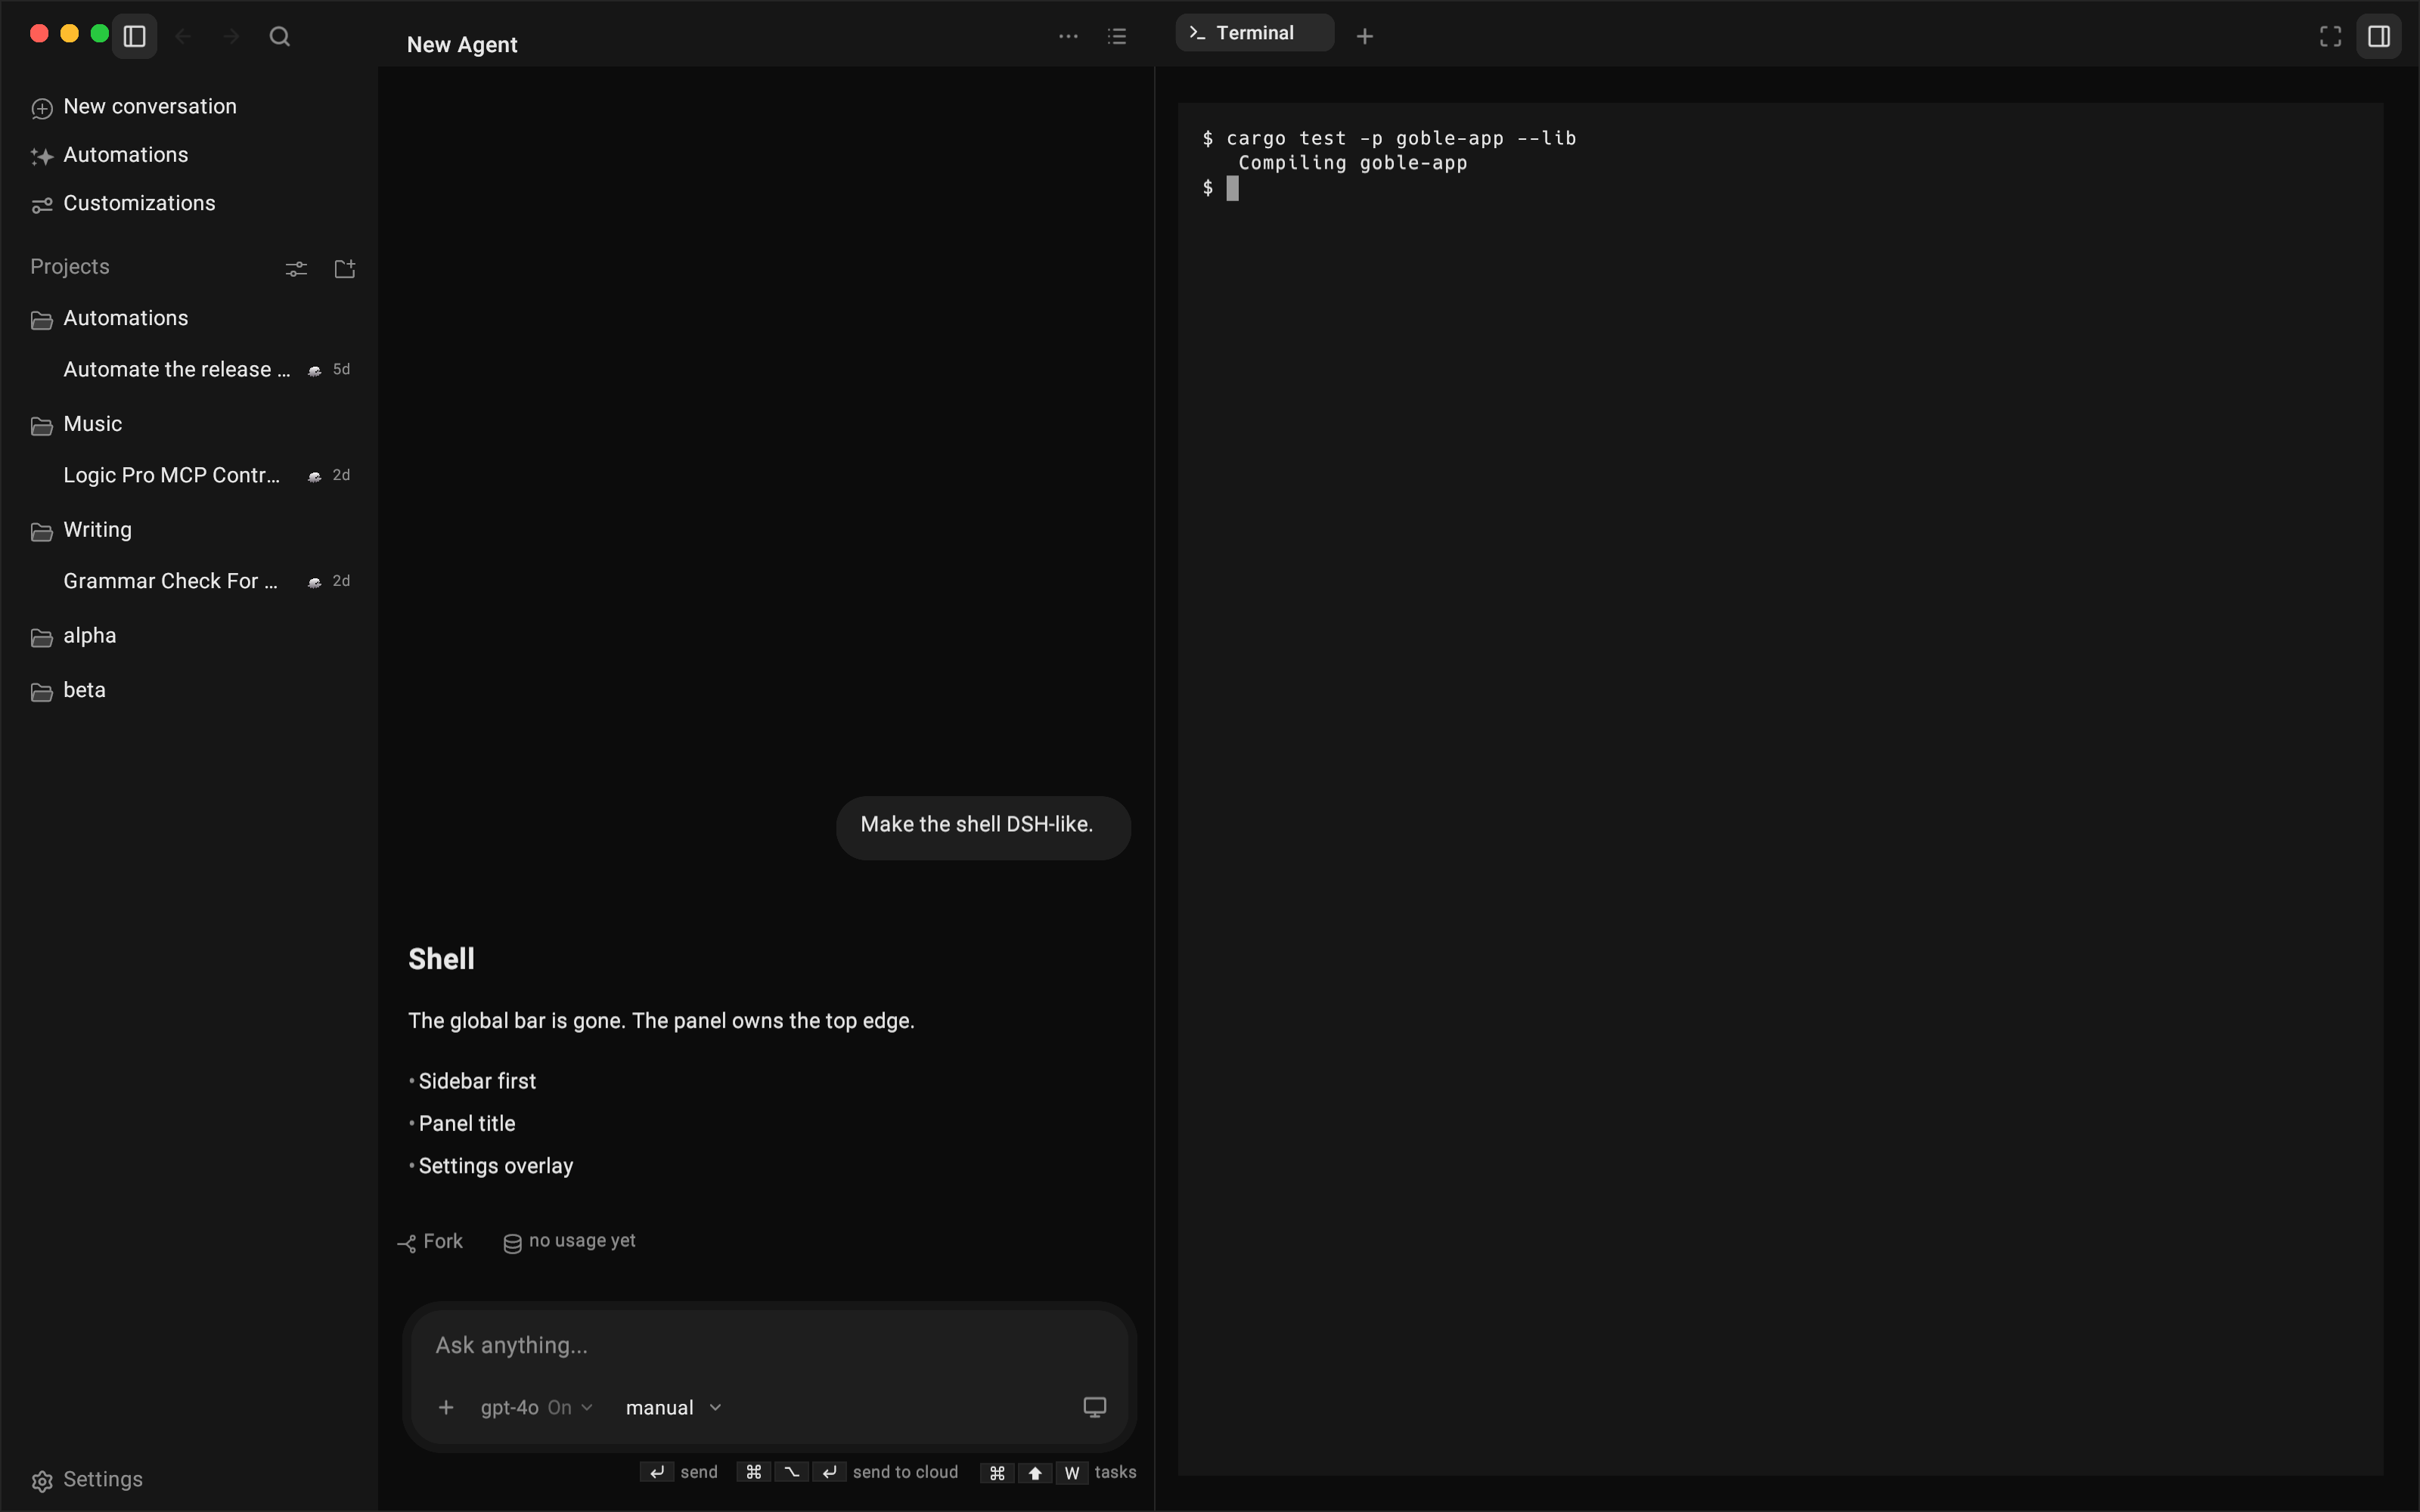 New Agent
Terminal
New conversation
Automations
Customizations
Projects
Automations
Automate the release ... 5d
Music
Logic Pro MCP Contr... 2d
Writing
Grammar Check For ... 2d
alpha
beta
Settings
Make the shell DSH-like.
Shell
The global bar is gone. The panel owns the top edge.
• Sidebar first
• Panel title
• Settings overlay
Fork no usage yet
Ask anything...
+ gpt-4o On manual
↵ send ⌘ ⌥ ↵ send to cloud ⌘ ⬆ W tasks
$ cargo test -p goble-app --lib
Compiling goble-app
$